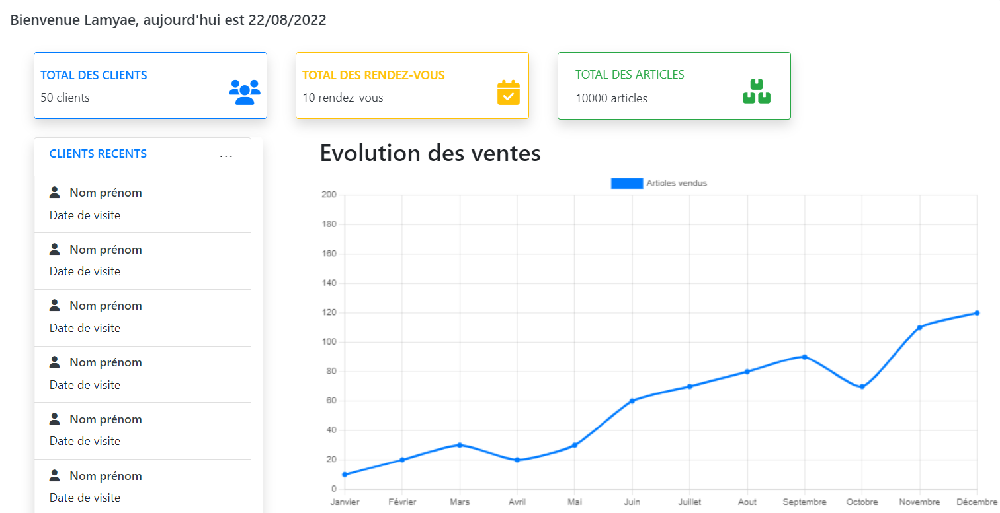 Bienvenue Lamyae, aujourd'hui est 22/08/2022
TOTAL DES CLIENTS
50 clients
TOTAL DES RENDEZ-VOUS
10 rendez-vous
TOTAL DES ARTICLES
10000 articles
CLIENTS RECENTS
...
Nom prénom
Date de visite
Nom prénom
Date de visite
Nom prénom
Date de visite
Nom prénom
Date de visite
Nom prénom
Date de visite
Nom prénom
Date de visite
Evolution des ventes
Articles vendus
200
180
160
140
120
100
80
60
40
20
0
Janvier Février Mars Avril Mai Juin Juillet Aout Septembre Octobre Novembre Décembre